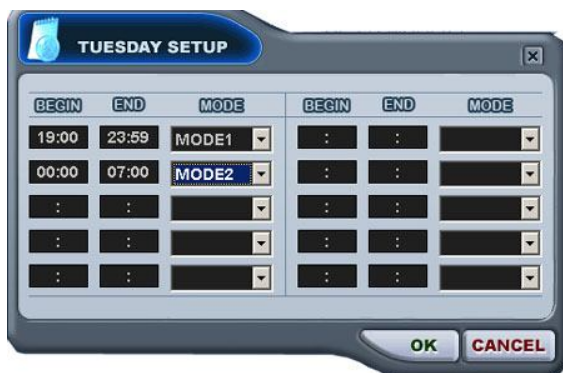 TUESDAY SETUP
BEGIN END MODE BEGIN END MODE
19:00 23:59 MODE1 : :
00:00 07:00 MODE2 : :
: : : :
: : : :
: : : :
OK CANCEL